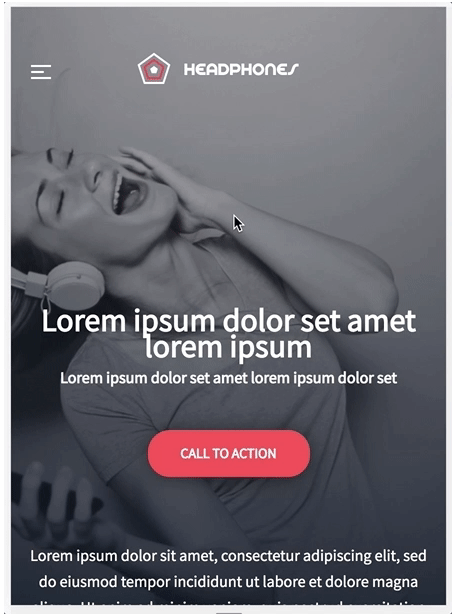 HEADPHONES
Lorem ipsum dolor set amet
lorem ipsum
Lorem ipsum dolor set amet lorem ipsum dolor set
CALL TO ACTION
Lorem ipsum dolor sit amet, consectetur adipiscing elit, sed
do eiusmod tempor incididunt ut labore et dolore magna